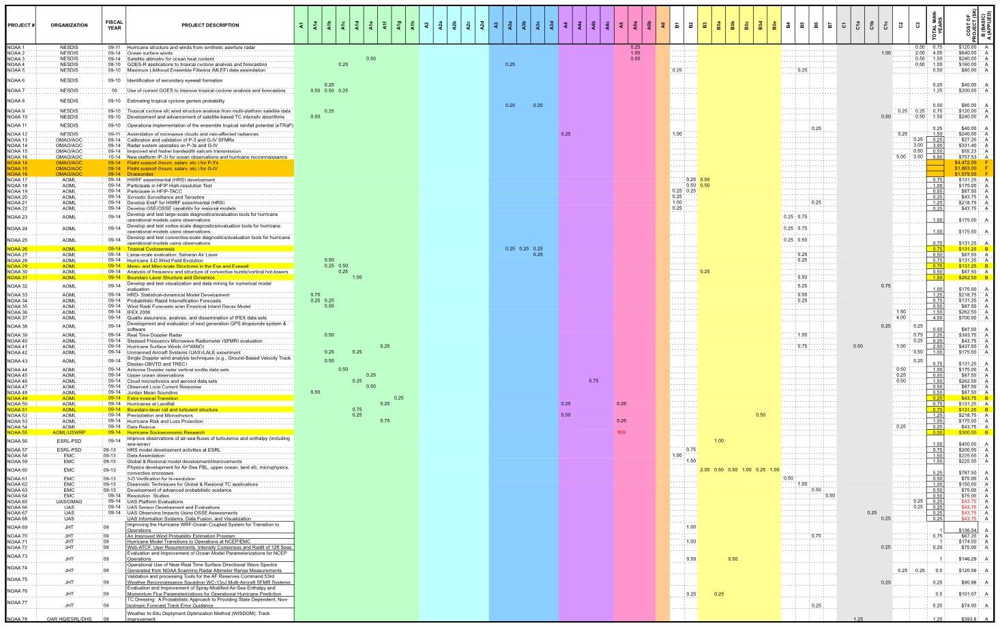 PROJECT # ORGANIZATION FISCAL YEAR PROJECT DESCRIPTION A1 A1a A1b A1c A1d A1e A1f A1g A1h A2 A2a A2b A2c A2d A3 A3a A3b A3c A3d A4 A4a A4b A4c A5 A5a A5b A6 B1 B2 B3 B3a B3b B3c B3d B3e B4 B5 B6 B7 C1 C1a C1b C1c C2 C3 TOTAL MAN-YEARS COST OF PROJECT ($K) B (BASIC) A (APPLIED)
NOAA 1 NESDIS 09-11 Hurricane structure and winds from synthetic aperture radar 0.25 0.50 0.75 $120.00 A
NOAA 2 NESDIS 09-14 Ocean surface winds 1.00 1.00 2.00 4.00 $640.00 A
NOAA 3 NESDIS 09-14 Satellite altimetry for ocean heat content 0.50 0.50 0.50 1.50 $240.00 A
NOAA 4 NESDIS 08-10 GOES-R applications to tropical cyclone analysis and forecasting 0.25 0.25 0.50 1.00 $160.00 A
NOAA 5 NESDIS 09-10 Maximum Liklihood Ensemble Filtering (MLEF) data assimilation 0.25 0.25 0.50 $80.00 A
NOAA 6 NESDIS 09-10 Identification of secondary eyewall formation 0.25 0.25 $40.00 A
NOAA 7 NESDIS 09 Use of current GOES to improve tropical cyclone analysis and forecasting 0.50 0.50 0.25 1.25 $200.00 A
NOAA 8 NESDIS 09-10 Estimating tropical cyclone genisis probability 0.25 0.25 0.50 $80.00 A
NOAA 9 NESDIS 09-10 Tropical cyclone sfc wind structure analysis from multi-platform satellite data 0.25 0.25 0.25 0.75 $120.00 A
NOAA 10 NESDIS 09-14 Development and advancement of satellite-based TC intensity algorithms 0.50 0.50 0.50 1.50 $240.00 A
NOAA 11 NESDIS 09-10 Operationa implementation of the ensemble tropical rainfall potential (eTRaP) 0.25 0.25 $40.00 A
NOAA 12 NESDIS 09-11 Assimilation of microwave cloudy and rain-affected radiances 0.25 1.00 0.25 1.50 $240.00 A
NOAA 13 OMAO/AOC 09-14 Calibration and validation of P-3 and G-IV SFMRs 0.25 0.25 $27.20 A
NOAA 14 OMAO/AOC 09-14 Radar system upgrades on P-3s and G-IV 3.00 3.00 $331.40 A
NOAA 15 OMAO/AOC 09-14 Improved and higher bandwidth satcom transmission 0.50 0.50 $55.23 A
NOAA 16 OMAO/AOC 10-14 New platform (P-3) for ocean observations and hurricane recconnaissance 5.00 0.50 5.50 $757.53 A
NOAA 14 OMAO/AOC 09-14 Flight support (hours, salary, etc.) for P-3's $4,472.00 F
NOAA 15 OMAO/AOC 09-14 Flight support (hours, salary, etc.) for G-IV $1,863.00 F
NOAA 16 OMAO/AOC 09-14 Dropsondes $1,579.00 F
NOAA 17 AOML 09-14 HWRF experimental (HRS) development 0.25 0.50 0.75 $131.25 A
NOAA 18 AOML 09-14 Participate in HFIP High-resolution Test 0.50 0.50 1.00 $175.00 A
NOAA 19 AOML 09-14 Participate in HFIP-TACC 0.25 0.25 0.50 $87.50 A
NOAA 20 AOML 09-14 Synoptic Surveillance and Targeting 0.25 0.25 $43.75 A
NOAA 21 AOML 09-14 Develop EnkF for HWRF experimental (HRS) 1.00 0.25 1.25 $218.75 A
NOAA 22 AOML 09-14 Develop OSE/OSSE capability for regional models 0.25 0.25 $43.75 A
NOAA 23 AOML 09-14 Develop and test large-scale diagnostics/evaluation tools for hurricane
operational models using observations 0.25 0.75 1.00 $175.00 A
NOAA 24 AOML 09-14 Develop and test vortex-scale diagnostics/evaluation tools for hurricane
operational models using observations 0.25 0.75 1.00 $175.00 A
NOAA 25 AOML 09-14 Develop and test convective-scale diagnostics/evaluation tools for hurricane
operational models using observations 0.25 0.50 0.75 $131.25 A
NOAA 26 AOML 09-14 Tropical Cyclogenesis 0.25 0.25 0.25 0.75 $131.25 B
NOAA 27 AOML 09-14 Large-scale evaluation: Saharan Air Layer 0.25 0.25 0.50 $87.50 A
NOAA 28 AOML 09-14 Hurricane 3-D Wind Field Evolution 0.50 0.25 0.75 $131.25 A
NOAA 29 AOML 09-14 Meso- and Miso-scale Structures in the Eye and Eyewall 0.25 0.50 0.75 $131.25 B
NOAA 30 AOML 09-14 Analysis of frequency and structure of convective bursts/vortical hot-towers 0.25 0.25 0.50 $87.50 A
NOAA 31 AOML 09-14 Boundary Layer Structure and Dynamics 1.00 0.50 1.50 $262.50 B
NOAA 32 AOML 09-14 Develop and test visualization and data mining for numerical model
evaluation 0.25 0.75 1.00 $175.00 A
NOAA 33 AOML 09-14 HRD- Statistical-dynamical Model Development 0.75 0.50 1.25 $218.75 A
NOAA 34 AOML 09-14 Probabilistic Rapid Intensification Forecasts 0.25 0.25 0.25 0.75 $131.25 A
NOAA 35 AOML 09-14 Wind Radii Forecasts w/an Empirical Inland Decay Model 0.50 0.50 $87.50 A
NOAA 36 AOML 09-14 IFEX 2008 1.50 1.50 $262.50 A
NOAA 37 AOML 09-14 Quality assurance, analysis, and dissemination of IFEX data sets 4.00 4.00 $700.00 A
NOAA 38 AOML 09-14 Development and evaluation of next generation GPS dropsonde system &
software 0.25 0.25 0.50 $87.50 A
NOAA 39 AOML 09-14 Real Time Doppler Radar 0.50 1.00 0.75 2.25 $393.75 A
NOAA 40 AOML 09-14 Stepped Frequency Microwave Radiometer (SFMR) evaluation 0.25 0.25 $43.75 A
NOAA 41 AOML 09-14 Hurricane Surface Winds (H*WIND) 0.25 0.75 0.50 1.00 2.50 $437.50 A
NOAA 42 AOML 09-14 Unmanned Aircraft Systems (UAS)/LALE experiment 0.25 0.25 0.50 1.00 $175.00 A
NOAA 43 AOML 09-14 Single Doppler wind analysis techniques (e.g., Ground-Based Velocity Track
Display-GBVTD and TREC) 0.50 0.25 0.75 $131.25 A
NOAA 44 AOML 09-14 Airborne Doppler radar vertical profile data sets 0.50 0.50 1.00 $175.00 A
NOAA 45 AOML 09-14 Upper ocean observations 0.25 0.25 0.50 $87.50 A
NOAA 46 AOML 09-14 Cloud microphysics and aerosol data sets 0.25 0.75 0.50 1.50 $262.50 A
NOAA 47 AOML 09-14 Observed Loop Current Response 0.50 0.50 $87.50 A
NOAA 48 AOML 09-14 Jordan Mean Sounding 0.50 0.50 $87.50 A
NOAA 49 AOML 09-14 Extra tropical Transition 0.25 0.25 $43.75 B
NOAA 50 AOML 09-14 Hurricanes at Landfall 0.25 0.25 0.25 0.75 $131.25 A
NOAA 51 AOML 09-14 Boundary-layer roll and turbulent structure 0.75 0.75 $131.25 B
NOAA 52 AOML 09-14 Precipitation and Microphysics 0.25 0.50 0.50 1.25 $218.75 A
NOAA 53 AOML 09-14 Hurricane Risk and Loss Projection 0.75 0.25 1.00 $175.00 A
NOAA 54 AOML 09-14 Data Rescue 0.25 0.25 $43.75 A
NOAA 55 AOML/USWRP 09-14 Hurricane Socioeconomic Research N/A 0.00 $300.00 B
NOAA 56 ESRL-PSD 09-14 Improve observations of air-sea fluxes of turbulence and enthalpy (including
sea-spray) 1.00 1.00 $450.00 A
NOAA 57 ESRL-PSD 09-13 HRS model development activities at ESRL 0.75 0.75 $200.00 A
NOAA 58 EMC 09-13 Data Assimilation 1.50 1.50 $225.00 A
NOAA 59 EMC 09-13 Global & Regional model development/improvements 1.50 1.50 $225.00 A
NOAA 60 EMC 09-13 Physics development for Air-Sea PBL, upper ocean, land sfc, microphysics,
convective processes 2.00 0.50 0.50 1.00 0.25 1.00 5.25 $787.50 A
NOAA 61 EMC 09-13 3-D Verification for hi-resolution 0.50 0.50 $75.00 A
NOAA 62 EMC 09-13 Diagnostic Techniques for Global & Regional TC applications 1.00 1.00 $150.00 A
NOAA 63 EMC 09-13 Development of advanced probabilistic guidance 0.50 0.50 $75.00 A
NOAA 64 EMC 09-14 Resolution Studies 0.50 0.50 $75.00 A
NOAA 65 UAS/OMAO 09-14 UAS Platform Evaluations 0.25 0.25 $43.75 A
NOAA 66 UAS 09-14 UAS Sensor Development and Evaluations 0.25 0.25 $43.75 A
NOAA 67 UAS 09-14 UAS Observing Impacts Using OSSE Assessments 0.25 0.25 $43.75 A
NOAA 68 UAS UAS Information Systems, Data Fusion, and Visualization 0.25 0.25 $43.75 A
NOAA 69 JHT 09 Improving the Hurricane WRF-Ocean Coupled System for Transition to
Operations 1.00 1 $136.04 A
NOAA 70 JHT 09 An Improved Wind Probability Estimation Program 0.75 0.75 $67.20 A
NOAA 71 JHT 09 Hurricane Model Transitions to Operations at NCEP/EMC 1.00 1 $174.50 A
NOAA 72 JHT 09 Web-ATCF, User Requirements, Intensity Consensus and Radill of 12ft Seas 0.25 0.25 $70.00 A
NOAA 73 JHT 09 Evaluation and Improvement of Ocean Model Parameterizations for NCEP
Operations 0.50 0.50 1 $146.29 A
NOAA 74 JHT 09 Operational Use of Near-Real Time Surface Directional Wave Spectra
Generated from NOAA Scanning Radar Altimeter Range Measurements 0.25 0.25 0.5 $120.56 A
NOAA 75 JHT 09 Validation and processing Tools for the AF Reserves Command 53rd
Weather Reconnaissance Squadron WC-13oJ Multi-Aircraft SFMR Systems 0.25 0.25 $90.98 A
NOAA 76 JHT 09 Evaluation and Improvement of Spray-Modified Air-Sea Enthalpy and
Momentum Flux Parameterizations for Operational Hurricane Prediction 0.25 0.25 0.5 $101.07 A
NOAA 77 JHT 09 TC Dressing: A Probabilistic Approach to Providing State Dependent, Non-
Isotropic Forecast Track Error Guidance 0.25 0.25 $74.00 A
NOAA 78 OAR HQ/ESRL/DHS 09 Weather In-Situ Deplyment Optimzation Method (WISDOM): Track
improvement 1.25 1.25 $393.8 A